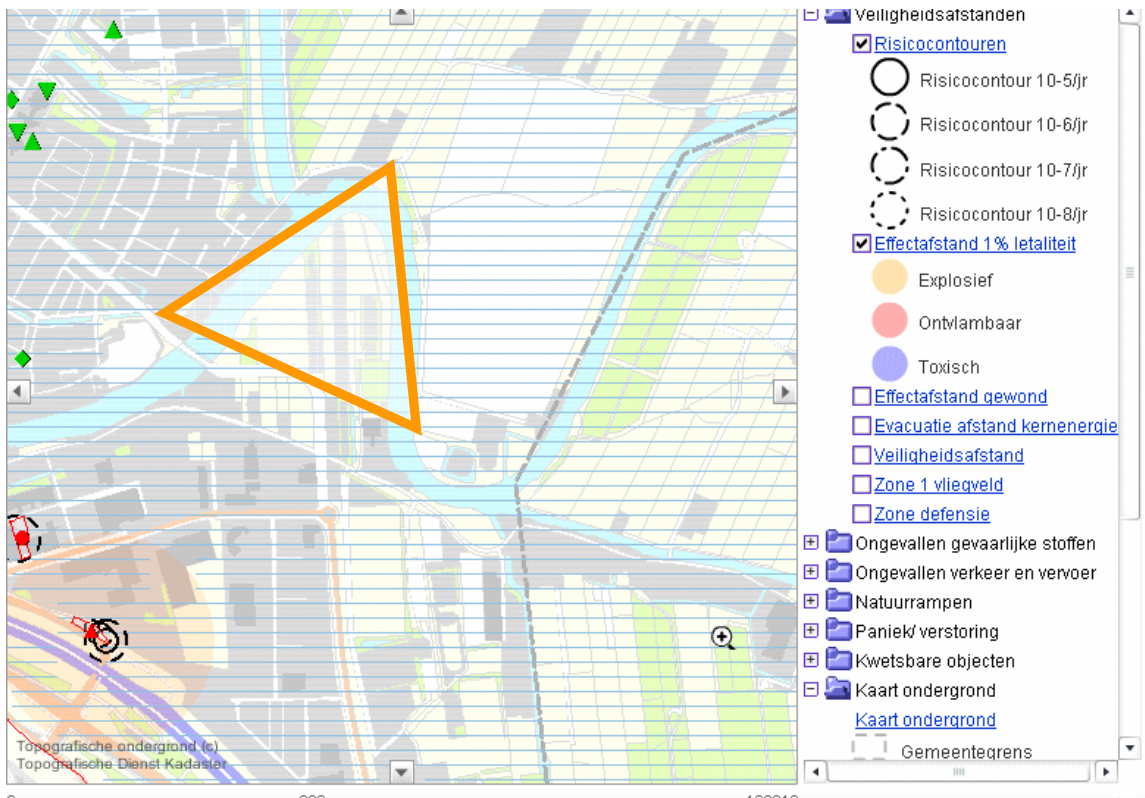 Veiligheidsafstanden
Risicocontouren
Risicocontour 10-5/jr
Risicocontour 10-6/jr
Risicocontour 10-7/jr
Risicocontour 10-8/jr
Effectafstand 1% letaliteit
Explosief
Ontvlambaar
Toxisch
Effectafstand gewond
Evacuatie afstand kernenergie
Veiligheidsafstand
Zone 1 vliegveld
Zone defensie
Ongevallen gevaarlijke stoffen
Ongevallen verkeer en vervoer
Natuurrampen
Paniek/ verstoring
Kwetsbare objecten
Kaart ondergrond
Kaart ondergrond
Gemeentegrens
Topografische ondergrond (c)
Topografische Dienst Kadaster